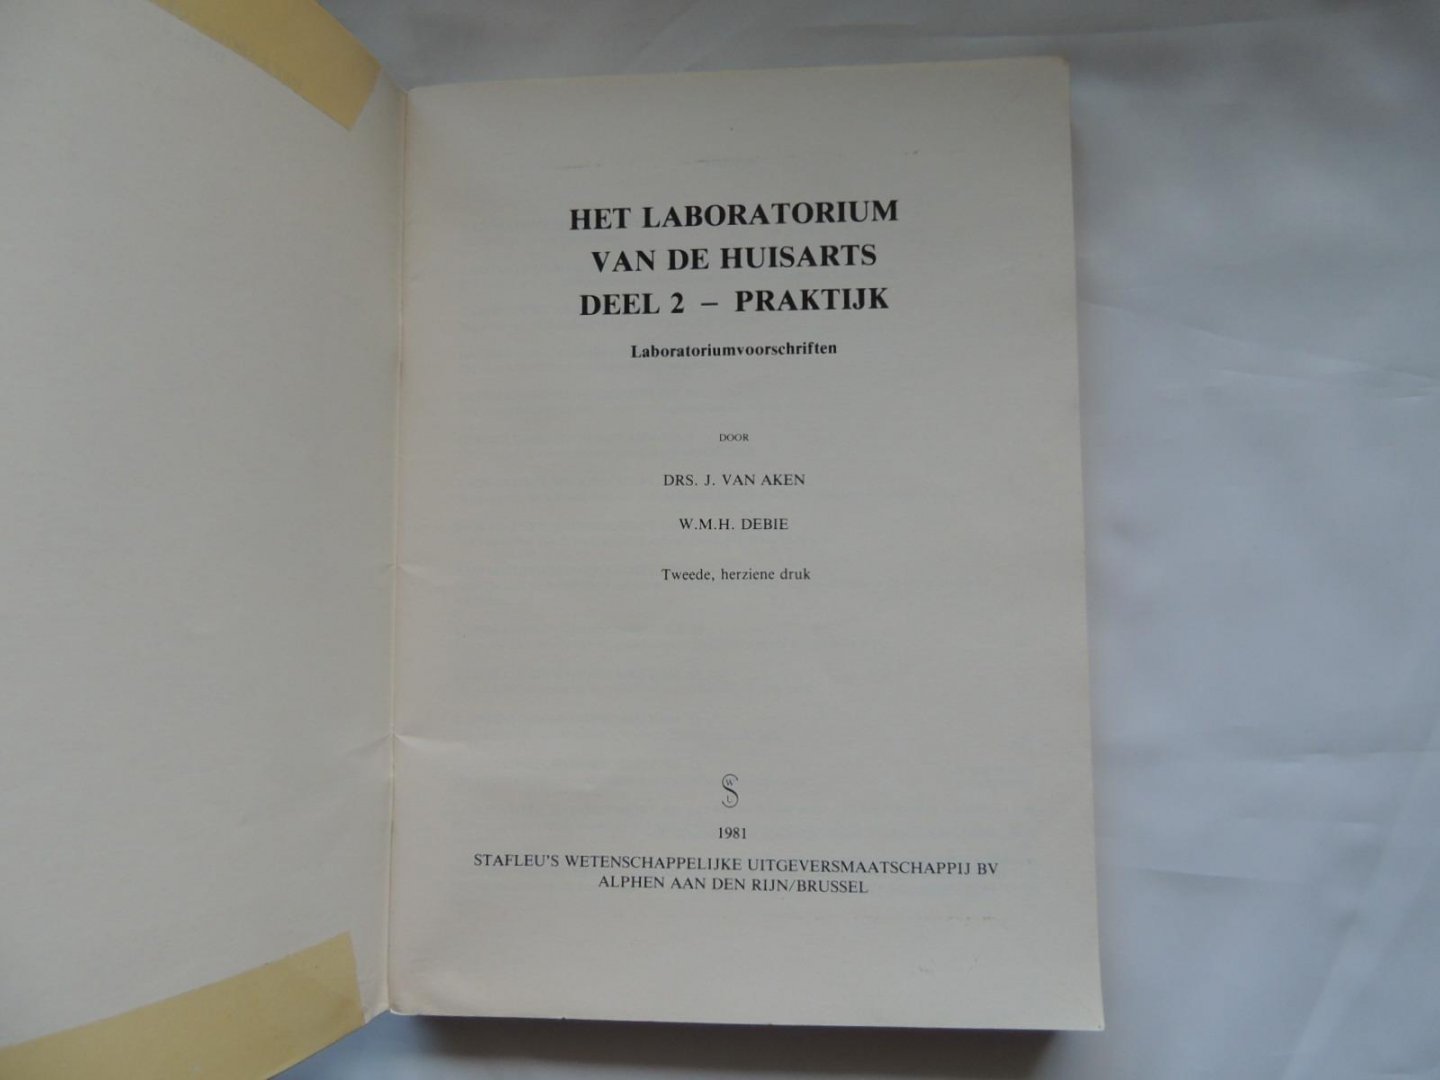 HET LABORATORIUM
VAN DE HUISARTS
DEEL 2 – PRAKTIJK
Laboratoriumvoorschriften
DOOR
DRS. J. VAN AKEN
W.M.H. DEBIE
Tweede, herziene druk
W
S
U
1981
STAFLEU'S WETENSCHAPPELIJKE UITGEVERSMAATSCHAPPIJ BV
ALPHEN AAN DEN RIJN/BRUSSEL